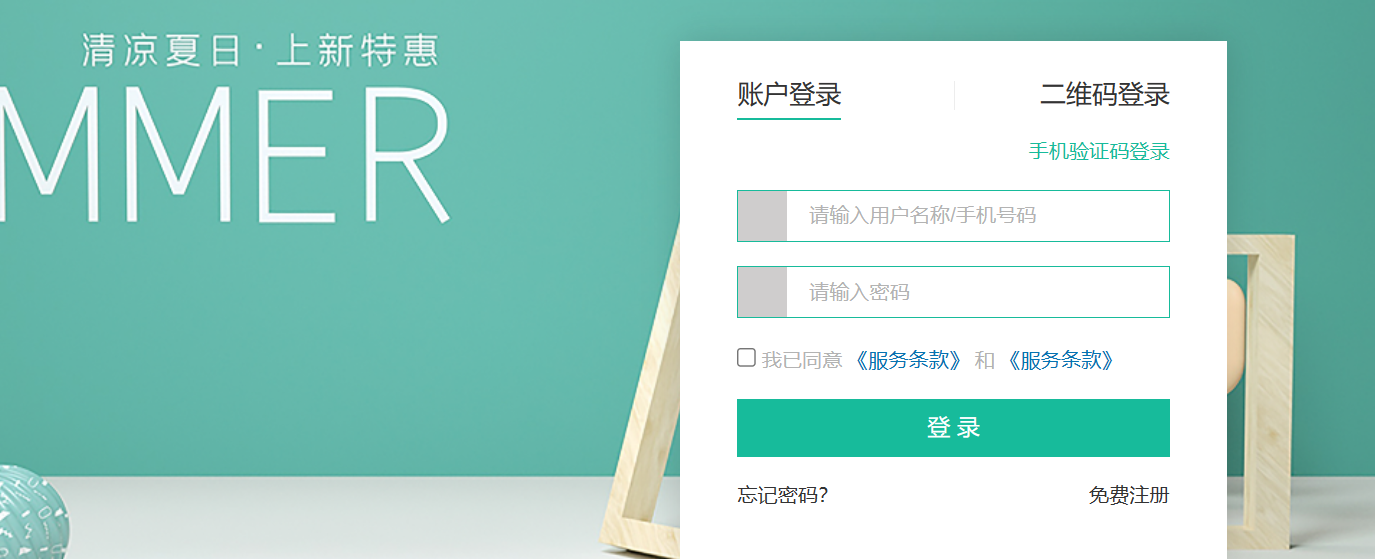 清凉夏日·上新特惠
MMER
账户登录
二维码登录
手机验证码登录
请输入用户名称/手机号码
请输入密码
我已同意 《服务条款》 和 《服务条款》
登 录
忘记密码?
免费注册